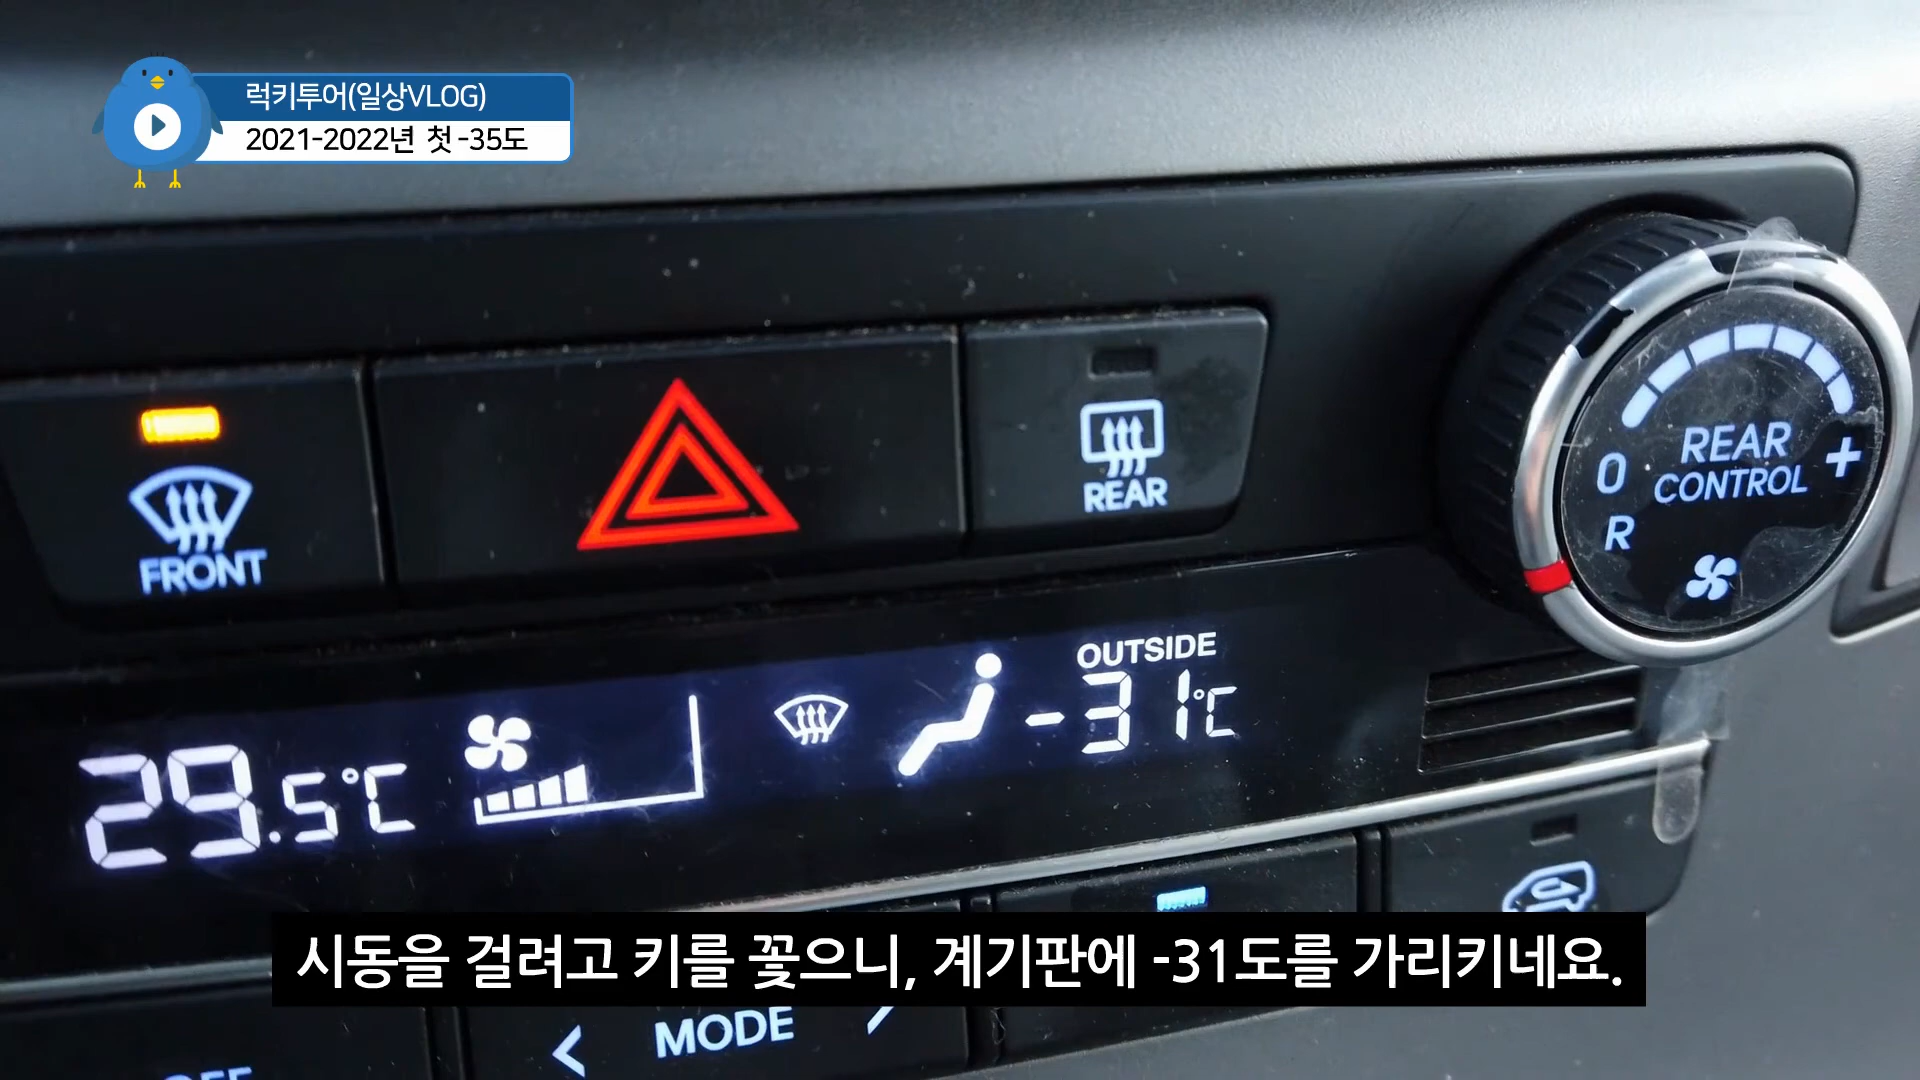 럭키투어(일상VLOG)
2021-2022년 첫 -35도
REAR
CONTROL
0
+
R
REAR
FRONT
OUTSIDE
-31℃
29.5℃
시동을 걸려고 키를 꽂으니, 계기판에 -31도를 가리키네요.
< MODE >
OFF